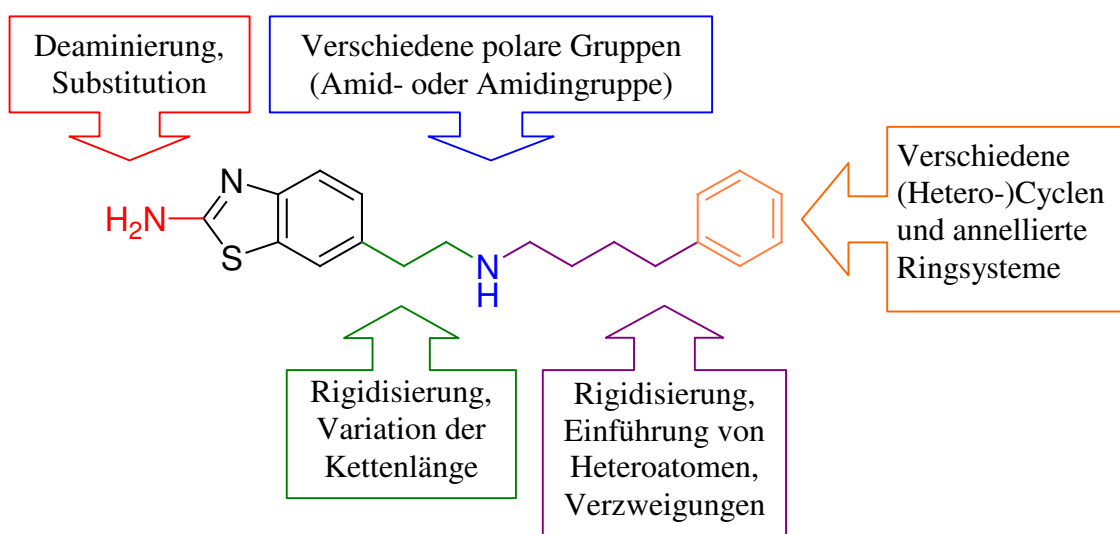 Deaminierung,
Substitution
Verschiedene polare Gruppen
(Amid- oder Amidingruppe)
Verschiedene
(Hetero-)Cyclen
und annellierte
Ringsysteme
N
H2N
S
N
H
Rigidisierung,
Variation der
Kettenlänge
Rigidisierung,
Einführung von
Heteroatomen,
Verzweigungen